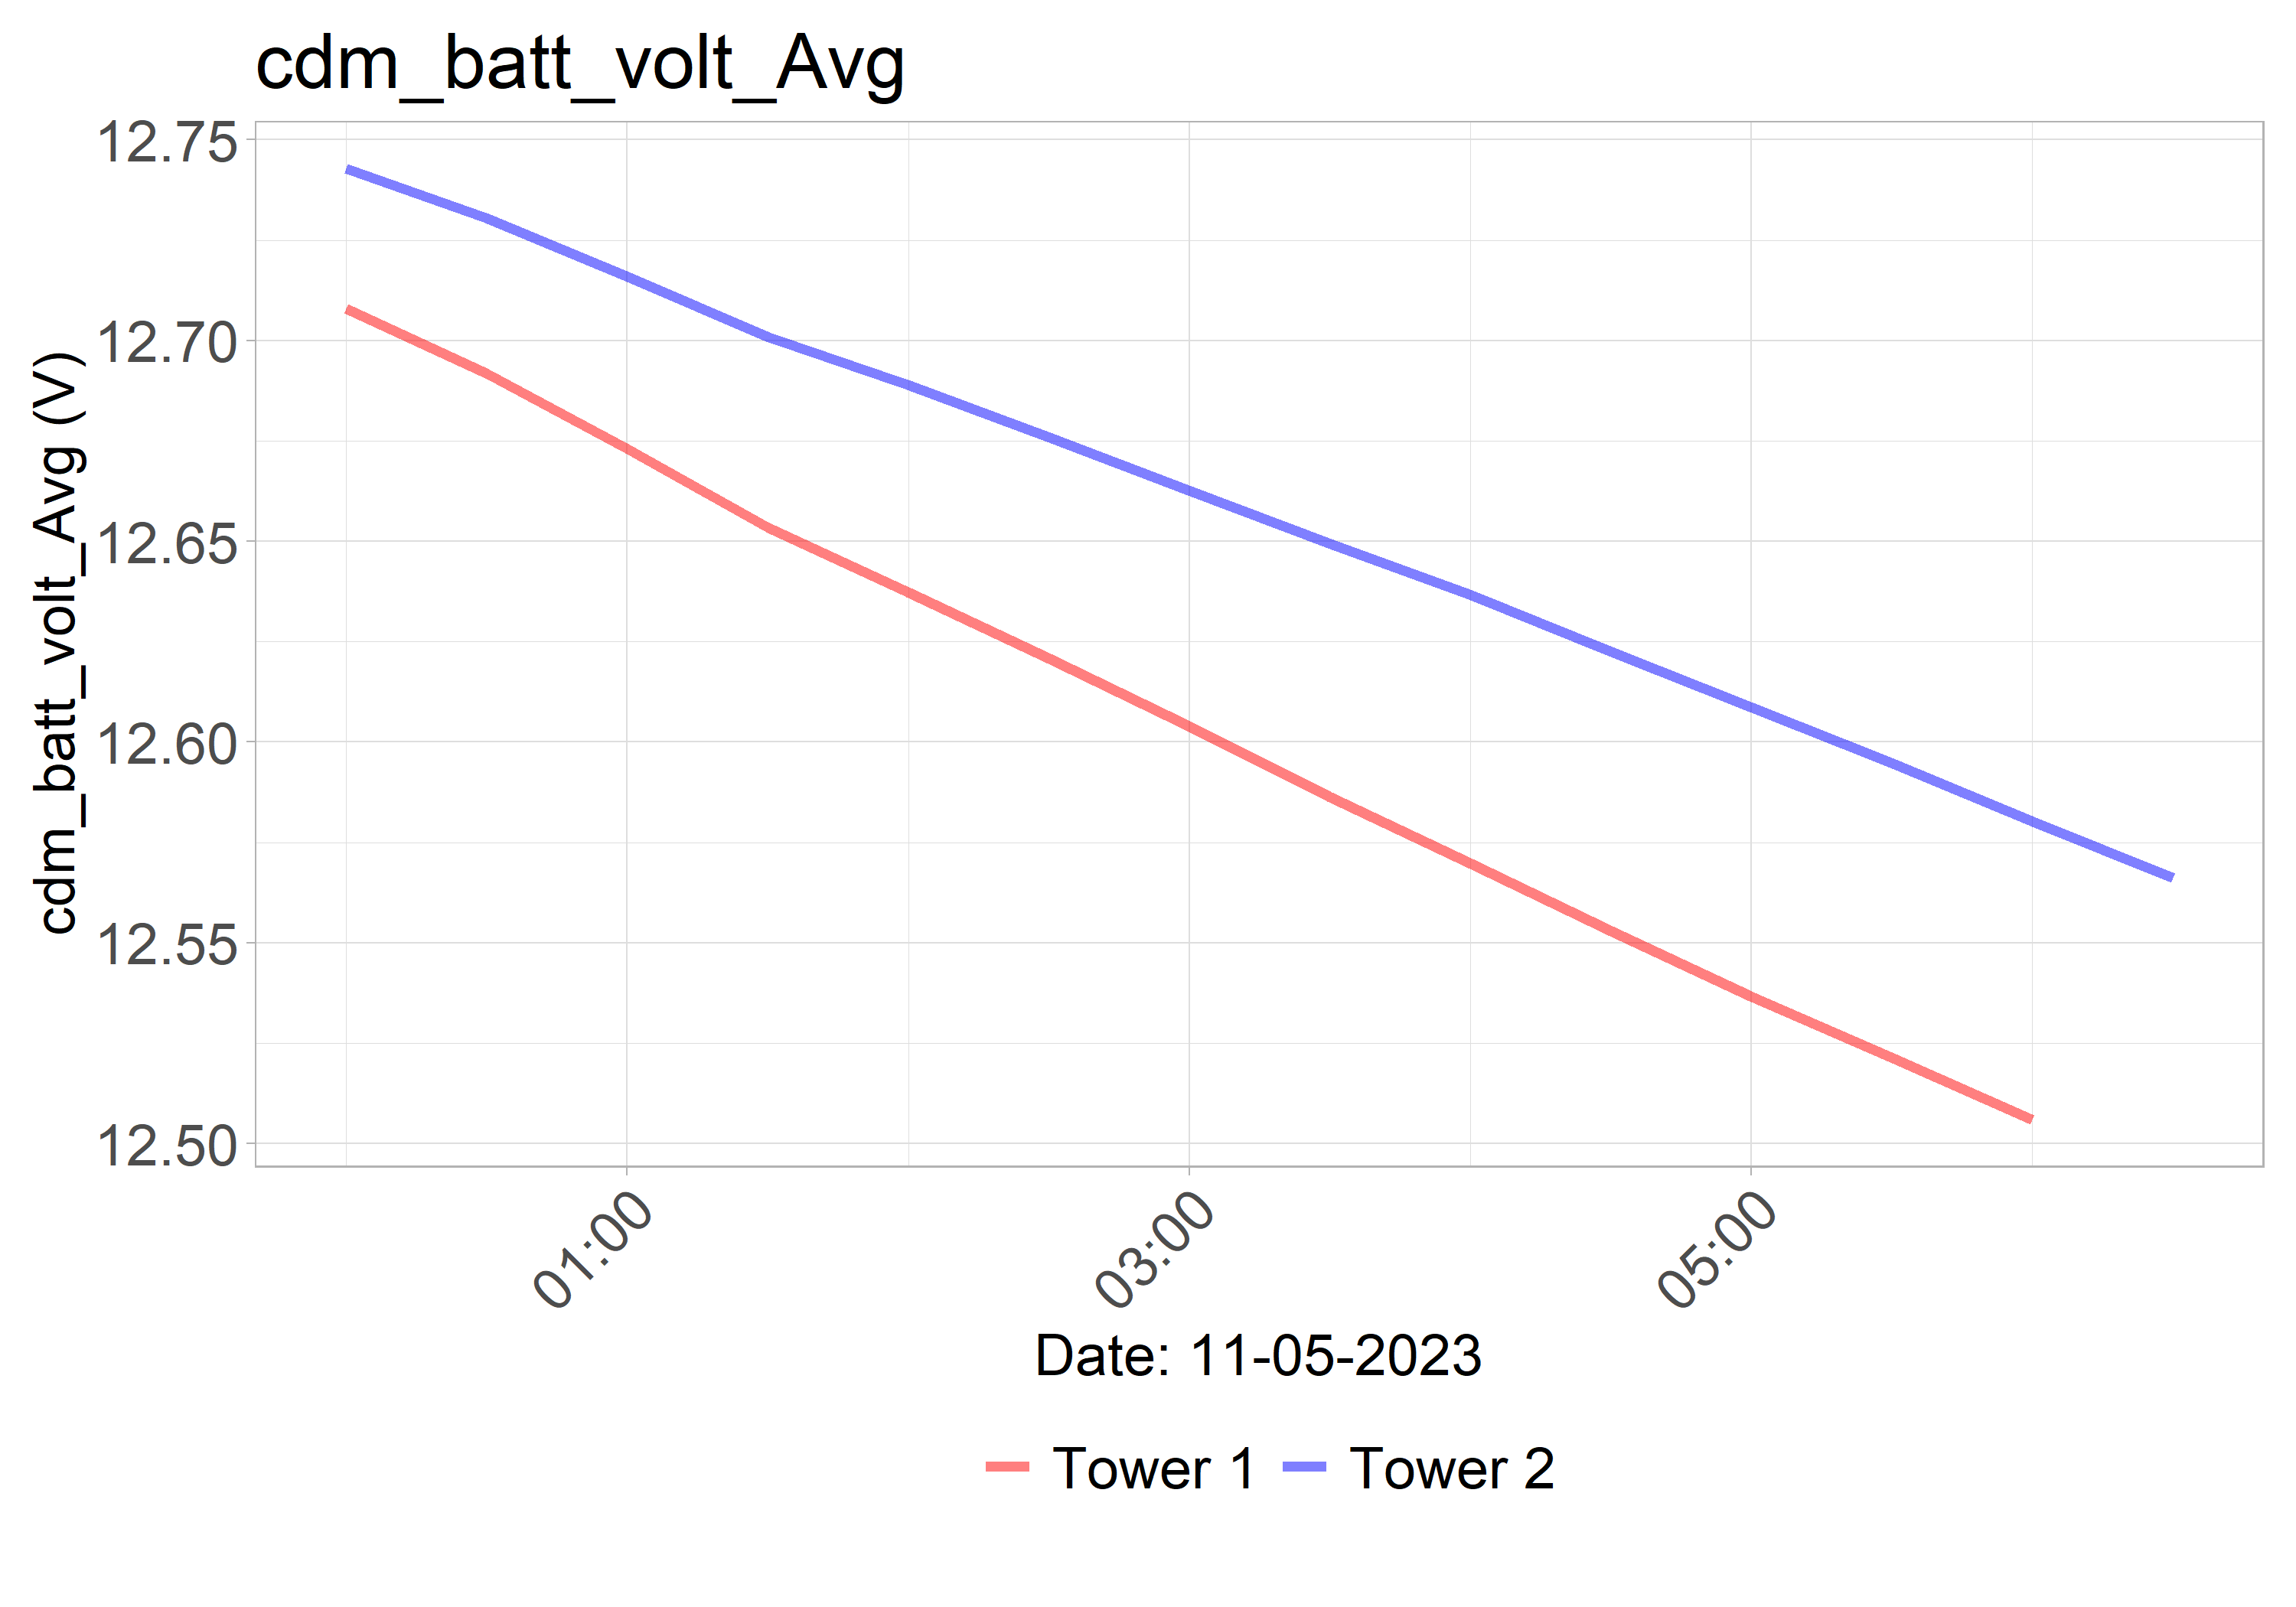 cdm_batt_volt_Avg
cdm_batt_volt_Avg (V)
12.75
12.70
12.65
12.60
12.55
12.50
01:00
03:00
05:00
Date: 11-05-2023
Tower 1
Tower 2